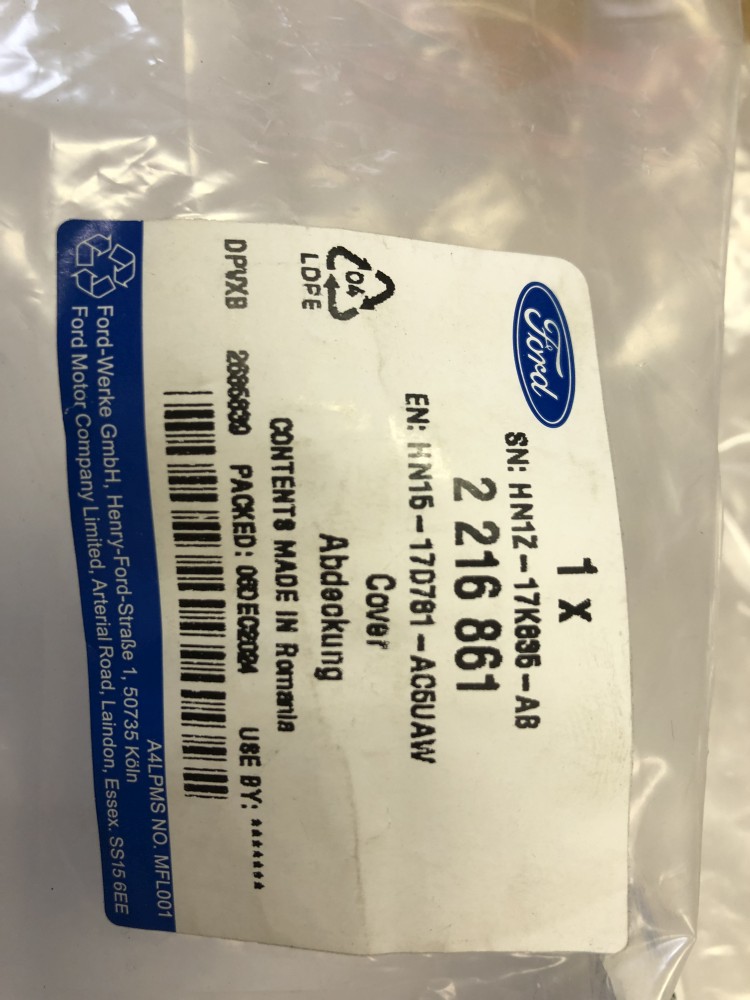 Ford
1 x
SN: HN1Z-17K835-AB
2 216 861
EN: HN15-17D781-AC5UAW
04
LDPE
Cover
Abdeckung
CONTENTS MADE IN Romania
DPVXB PACKED: 06DEC2024 USE BY: *******
A4LPMS NO. MFL001
Ford-Werke GmbH, Henry-Ford-Straße 1, 50735 Köln
Ford Motor Company Limited, Arterial Road, Laindon, Essex. SS15 6EE